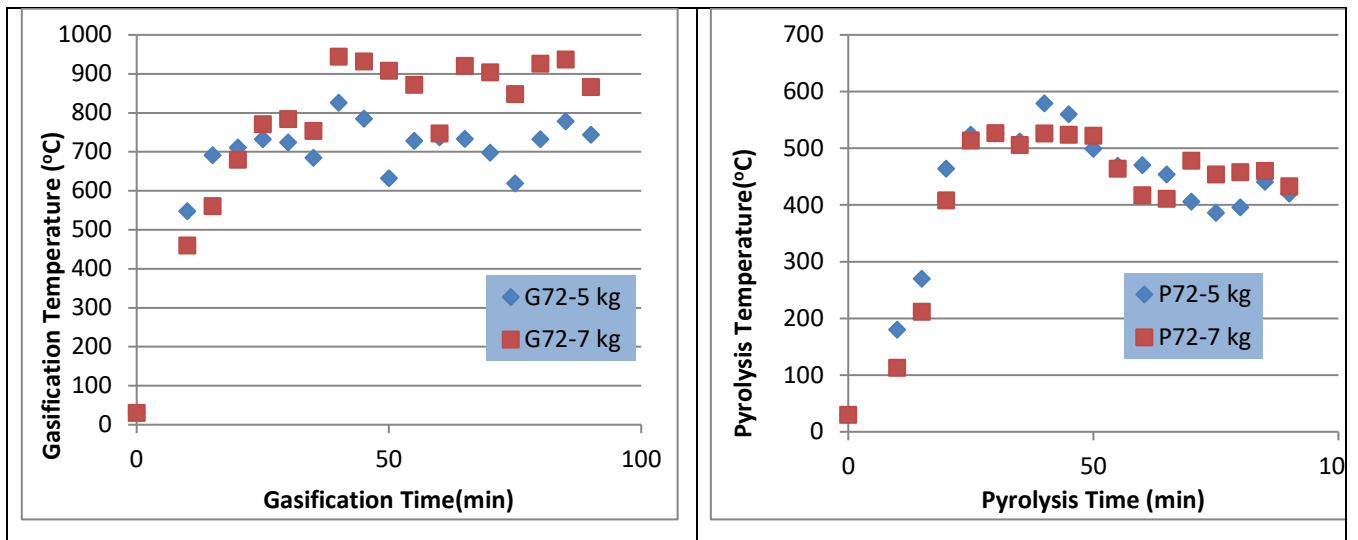 1000
900
800
700
600
500
400
300
200
100
0
Gasification Temperature (°C)
G72-5 kg
G72-7 kg
0 50 100
Gasification Time(min)
700
600
500
400
300
200
100
0
Pyrolysis Temperature(°C)
P72-5 kg
P72-7 kg
0 50 10
Pyrolysis Time (min)